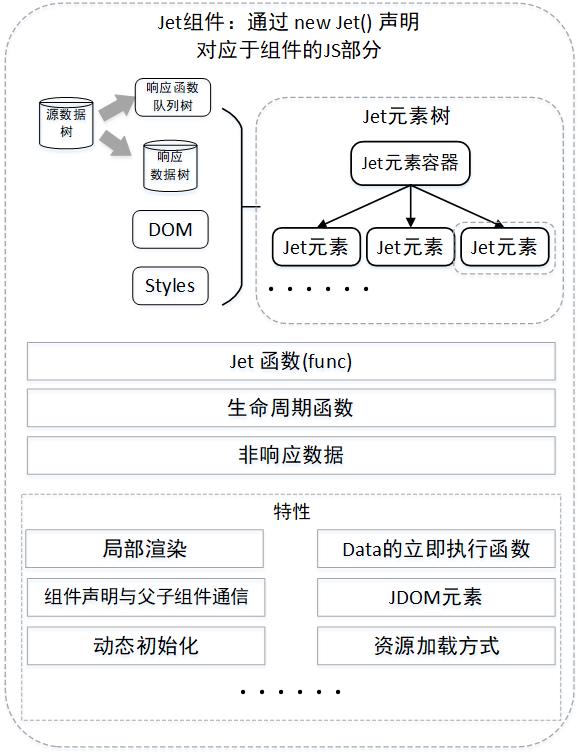 Jet组件：通过 new Jet() 声明
对应于组件的JS部分
响应函数
队列树
源数据
树
响应
数据树
DOM
Styles
Jet元素树
Jet元素容器
Jet元素
Jet元素
Jet元素
······
Jet 函数(func)
生命周期函数
非响应数据
特性
局部渲染
Data的立即执行函数
组件声明与父子组件通信
JDOM元素
动态初始化
资源加载方式
······